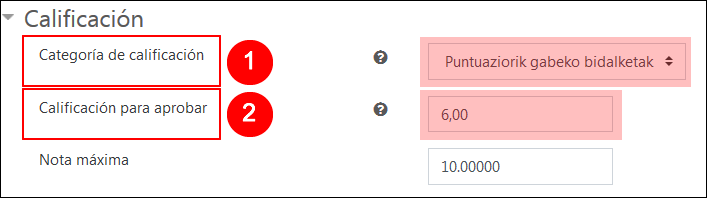 Calificación
Categoría de calificación 1 Puntuaziorik gabeko bidalketak
Calificación para aprobar 2 6,00
Nota máxima 10.00000